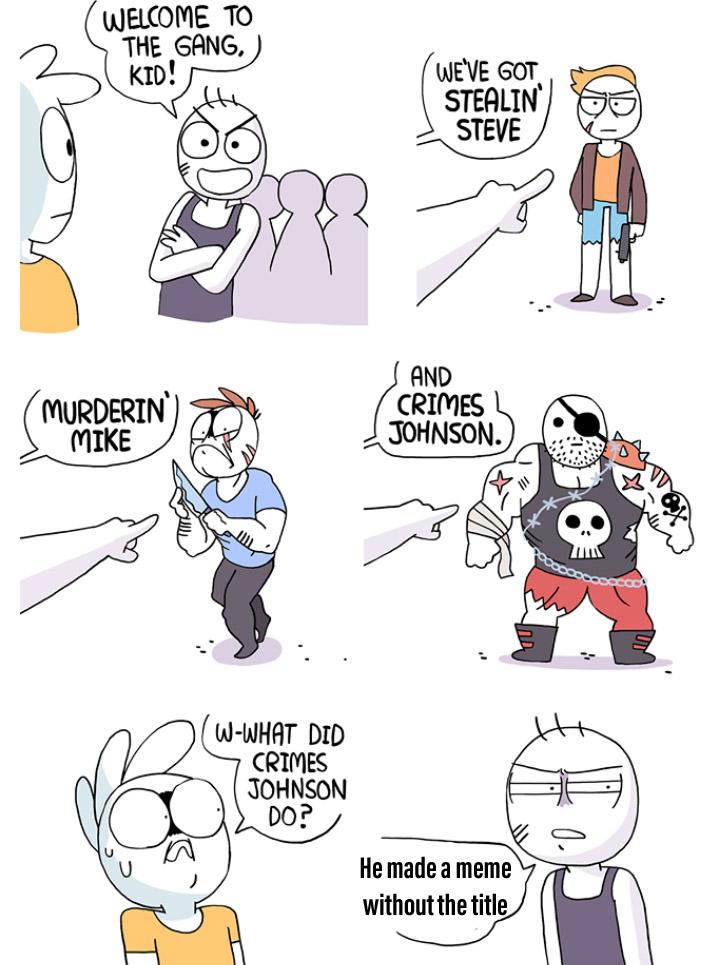 WELCOME TO
THE GANG,
KID!
WE'VE GOT
STEALIN'
STEVE
MURDERIN'
MIKE
AND
CRIMES
JOHNSON.
W-WHAT DID
CRIMES
JOHNSON
DO?
He made a meme
without the title